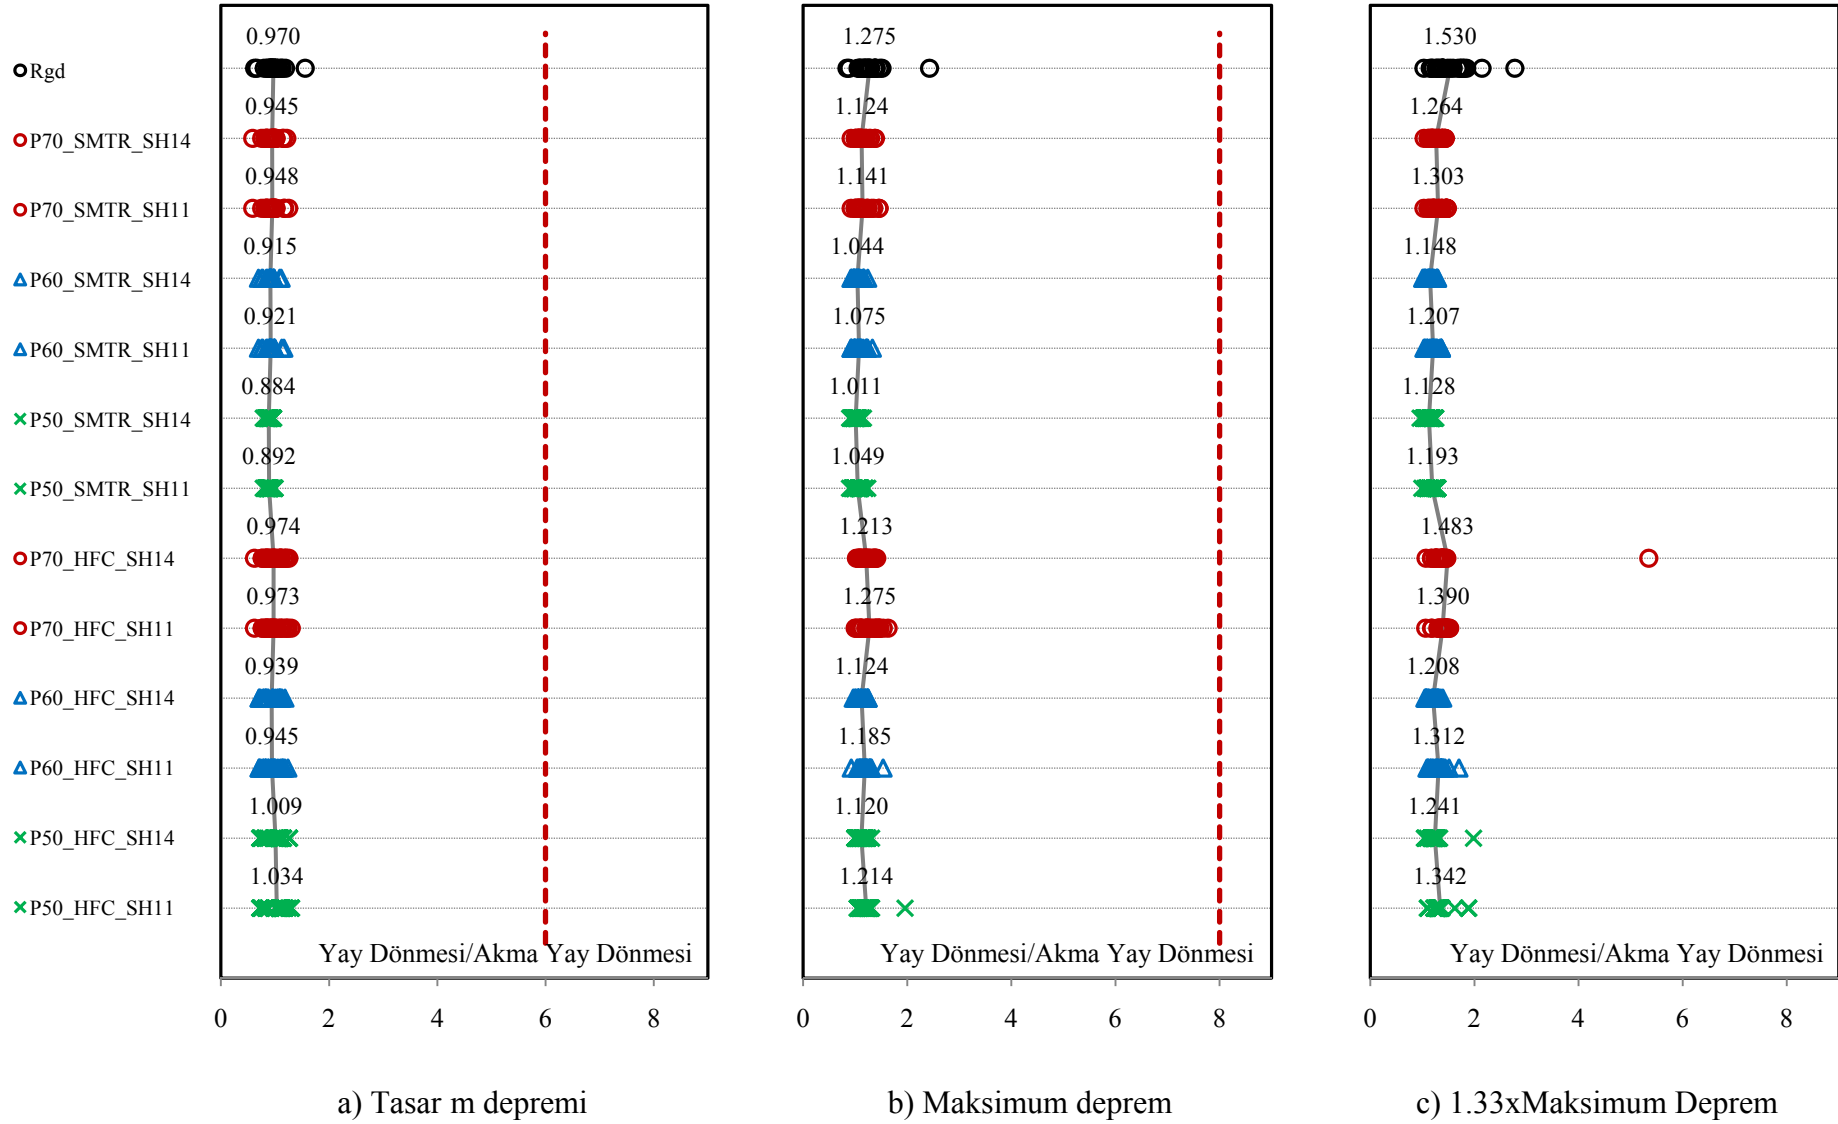 0.970 1.275 1.530
Rgd
0.945 1.124 1.264
P70_SMTR_SH14
0.948 1.141 1.303
P70_SMTR_SH11
0.915 1.044 1.148
P60_SMTR_SH14
0.921 1.075 1.207
P60_SMTR_SH11
0.884 1.011 1.128
P50_SMTR_SH14
0.892 1.049 1.193
P50_SMTR_SH11
0.974 1.213 1.483
P70_HFC_SH14
0.973 1.275 1.390
P70_HFC_SH11
0.939 1.124 1.208
P60_HFC_SH14
0.945 1.185 1.312
P60_HFC_SH11
1.009 1.120 1.241
P50_HFC_SH14
1.034 1.214 1.342
P50_HFC_SH11
Yay Dönmesi/Akma Yay Dönmesi Yay Dönmesi/Akma Yay Dönmesi Yay Dönmesi/Akma Yay Dönmesi
0 2 4 6 8 0 2 4 6 8 0 2 4 6 8
a) Tasar m depremi b) Maksimum deprem c) 1.33xMaksimum Deprem